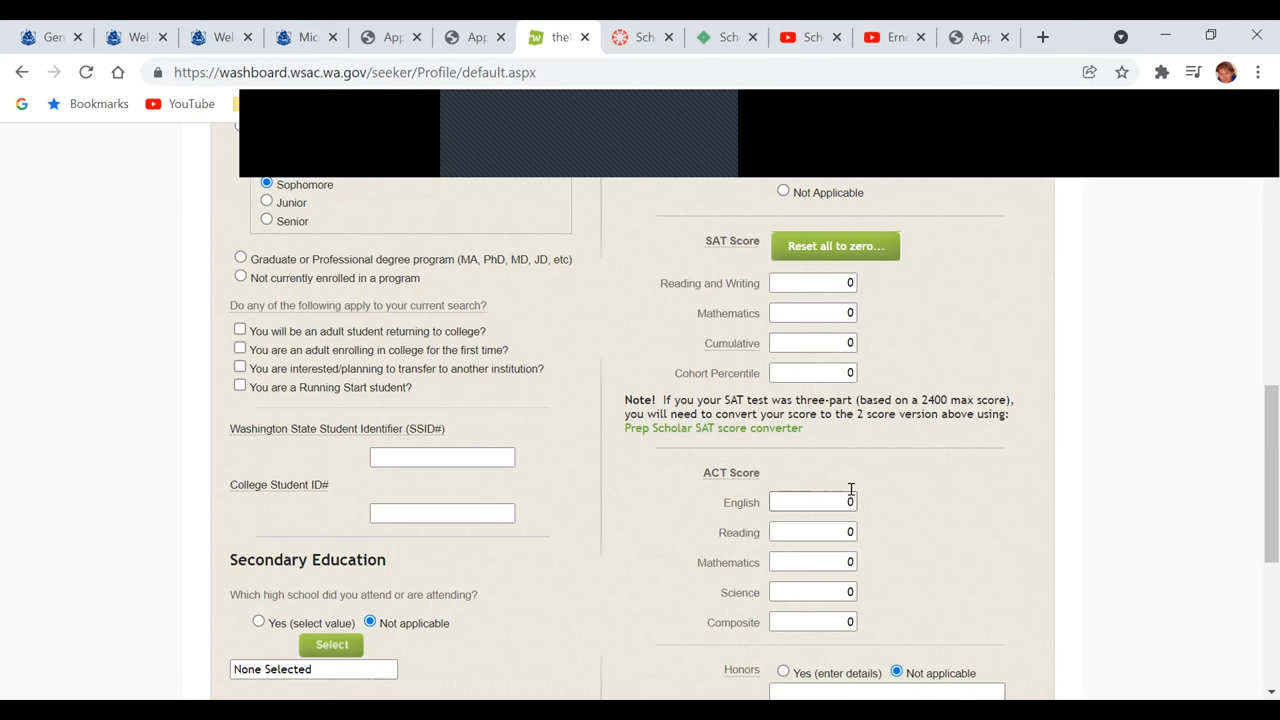 Gen
Wel
Wel
Mic
App
App
the\
Sch
Sch
Sch
Erne
App
https://washboard.wsac.wa.gov/seeker/Profile/default.aspx
Bookmarks
YouTube
Sophomore
Junior
Senior
Graduate or Professional degree program (MA, PhD, MD, JD, etc)
Not currently enrolled in a program
Do any of the following apply to your current search?
You will be an adult student returning to college?
You are an adult enrolling in college for the first time?
You are interested/planning to transfer to another institution?
You are a Running Start student?
Washington State Student Identifier (SSID#)
College Student ID#
Secondary Education
Which high school did you attend or are attending?
Yes (select value) Not applicable
Select
None Selected
Not Applicable
SAT Score Reset all to zero...
Reading and Writing 0
Mathematics 0
Cumulative 0
Cohort Percentile 0
Note! If you your SAT test was three-part (based on a 2400 max score),
you will need to convert your score to the 2 score version above using:
Prep Scholar SAT score converter
ACT Score
English 0
Reading 0
Mathematics 0
Science 0
Composite 0
Honors Yes (enter details) Not applicable